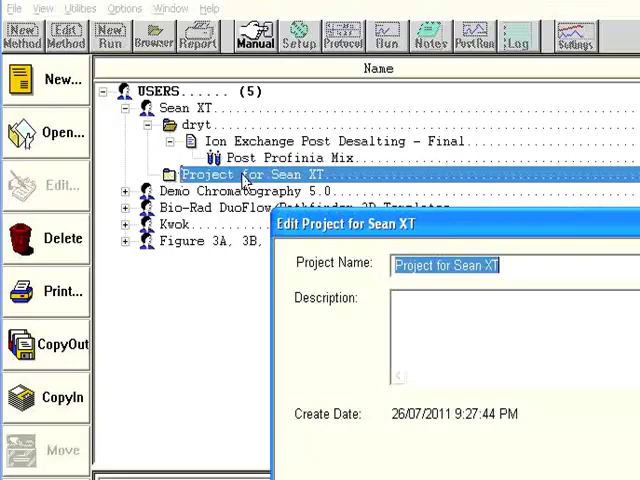 File View Utilities Options Window Help
New Method Edit Method New Run Browser Report Manual Setup Protocol Run Notes PostRun Log Settings
Name
New...
Open...
Edit...
Delete
Print...
CopyOut
CopyIn
Move
USERS...... (5)
Sean XT
dryt
Ion Exchange Post Desalting - Final
Post Profinia Mix
Project for Sean XT
Demo Chromatography 5.0
Bio-Rad DuoFlow/Pathfinder 3D Templates
Kwok
Figure 3A, 3B,
Edit Project for Sean XT
Project Name: Project for Sean XT
Description:
Create Date: 26/07/2011 9:27:44 PM